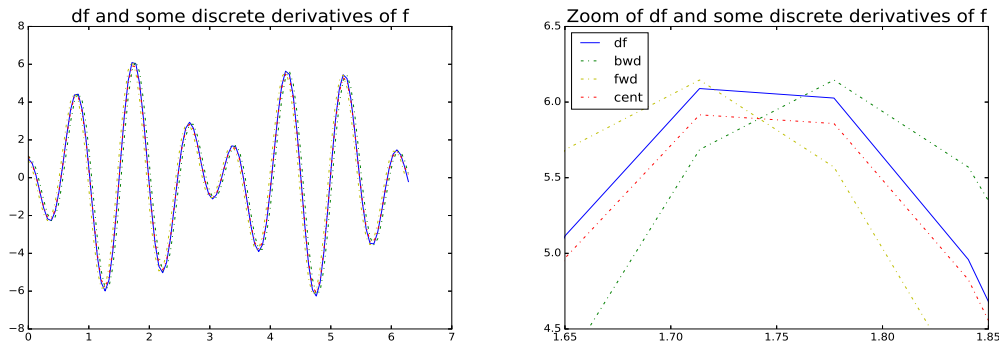 df and some discrete derivatives of f
8
6
4
2
0
−2
−4
−6
−8
0 1 2 3 4 5 6 7
Zoom of df and some discrete derivatives of f
6.5
6.0
5.5
5.0
4.5
1.65 1.70 1.75 1.80 1.85
df
bwd
fwd
cent